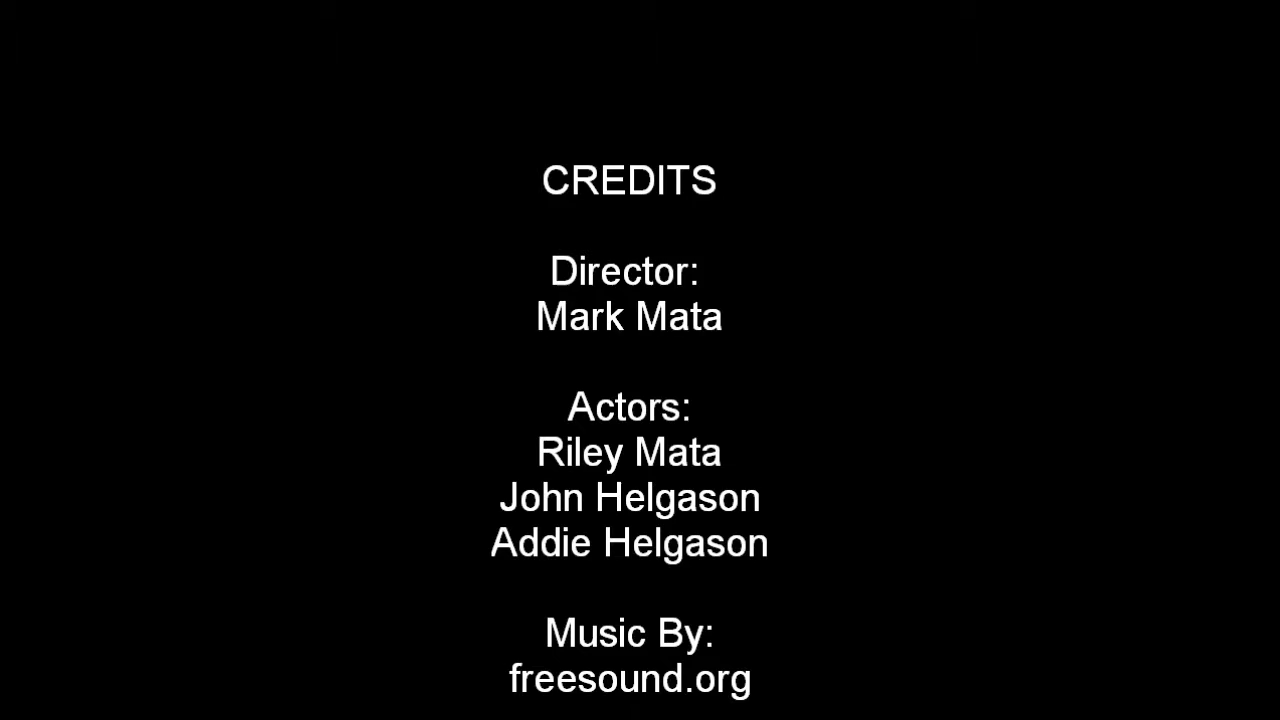 CREDITS
Director:
Mark Mata
Actors:
Riley Mata
John Helgason
Addie Helgason
Music By:
freesound.org